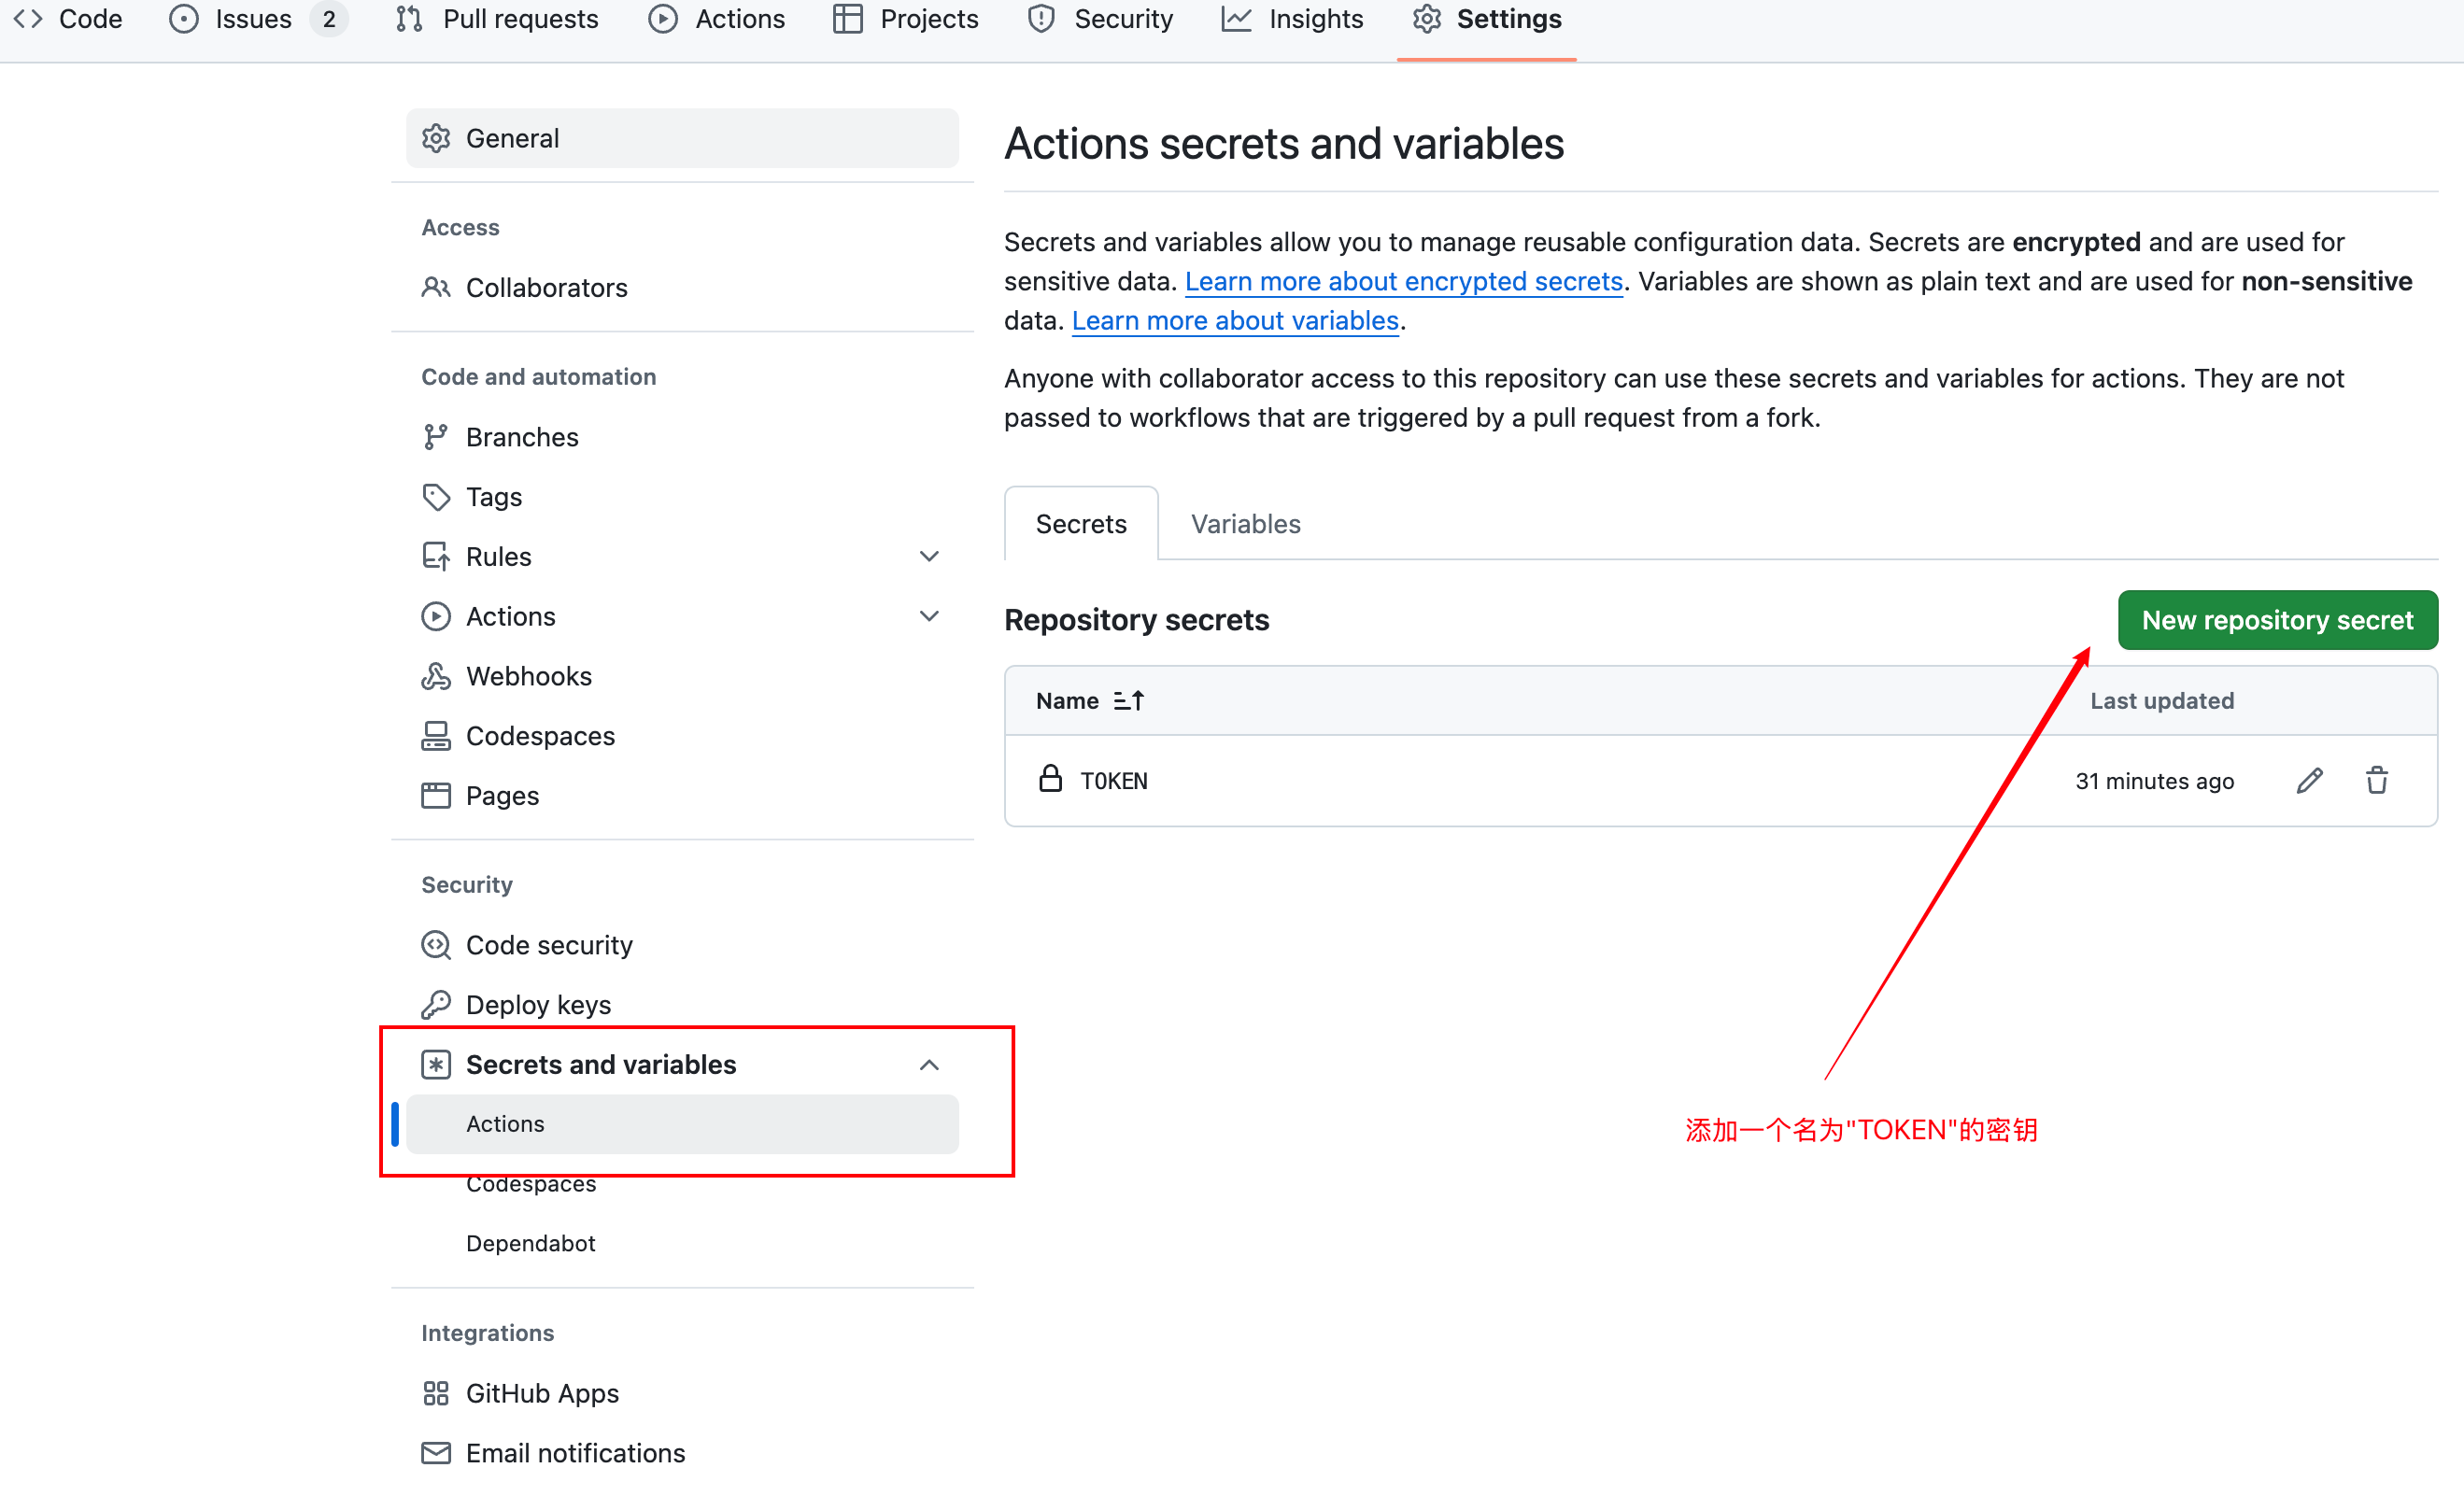 Code Issues 2 Pull requests Actions Projects Security Insights Settings
General
Access
Collaborators
Code and automation
Branches
Tags
Rules
Actions
Webhooks
Codespaces
Pages
Security
Code security
Deploy keys
Secrets and variables
Actions
Codespaces
Dependabot
Integrations
GitHub Apps
Email notifications
Actions secrets and variables
Secrets and variables allow you to manage reusable configuration data. Secrets are encrypted and are used for
sensitive data. Learn more about encrypted secrets. Variables are shown as plain text and are used for non-sensitive
data. Learn more about variables.
Anyone with collaborator access to this repository can use these secrets and variables for actions. They are not
passed to workflows that are triggered by a pull request from a fork.
Secrets Variables
Repository secrets New repository secret
Name Last updated
TOKEN 31 minutes ago
添加一个名为"TOKEN"的密钥